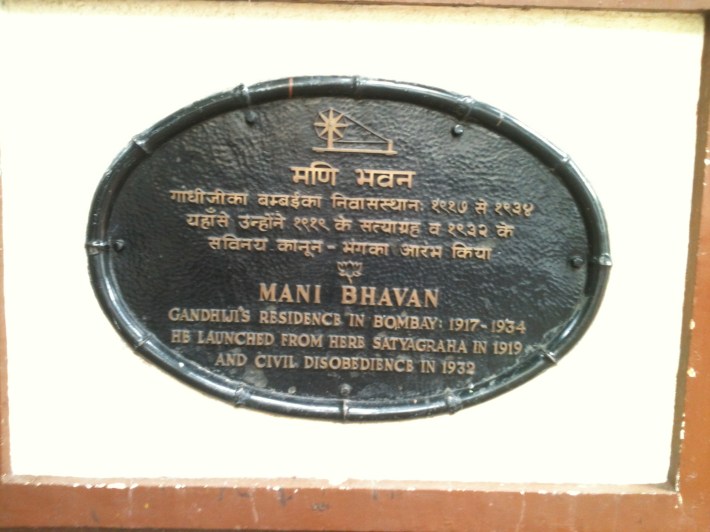 मणि भवन
गांधीजीका बम्बईका निवासस्थान: १९१७ से १९३४
यहाँसे उन्होंने १९१९ के सत्याग्रह व १९३२ के
सविनय कानून - भंगका आरंभ किया
MANI BHAVAN
GANDHIJI'S RESIDENCE IN BOMBAY: 1917-1934
HE LAUNCHED FROM HERE SATYAGRAHA IN 1919
AND CIVIL DISOBEDIENCE IN 1932